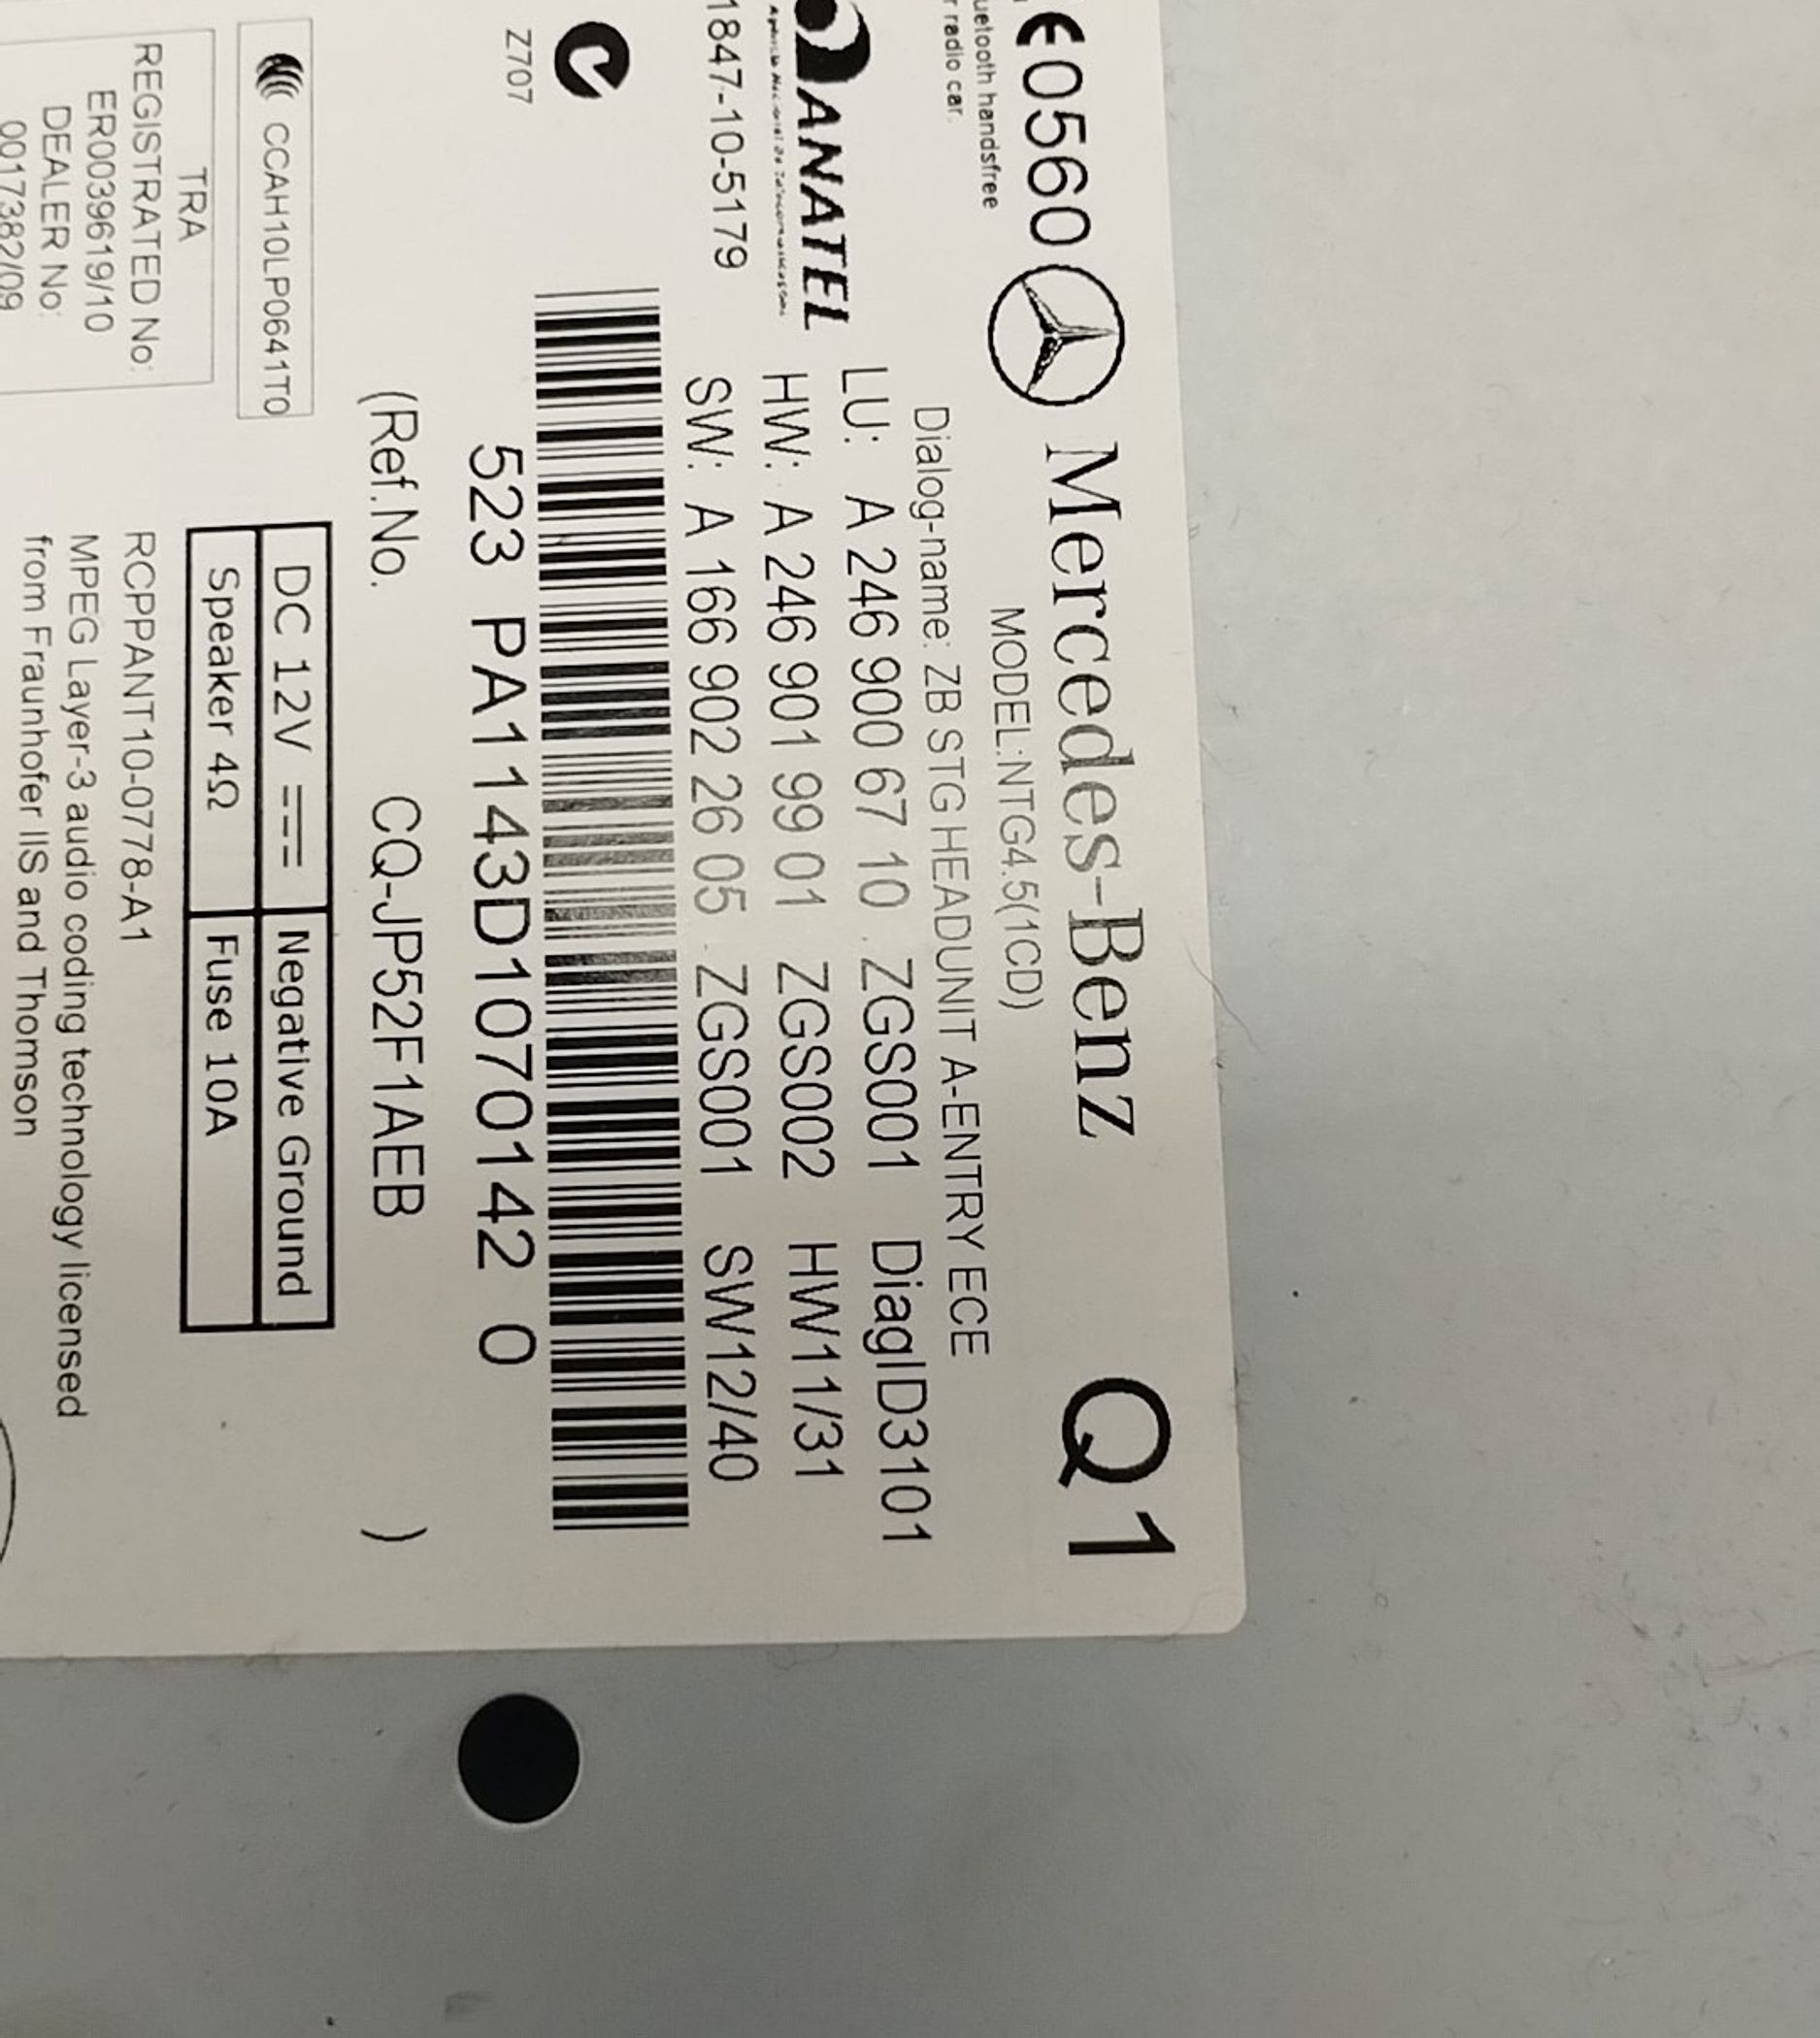 0560 Mercedes-Benz Q1
MODEL:NTG4.5(1CD)
uetooth handsfree
r radio car.
Dialog-name: ZB STG HEADUNIT A-ENTRY ECE
ANATEL
LU: A 246 900 67 10 ZGS001 DiagID3101
HW: A 246 901 99 01 ZGS002 HW11/31
1847-10-5179
SW: A 166 902 26 05 ZGS001 SW12/40
Z707
523 PA1143D1070142 0
(Ref.No. CQ-JP52F1AEB )
CCAH10LP0641T0
DC 12V Negative Ground
Speaker 4Ω Fuse 10A
TRA
REGISTRATED No:
ER0039619/10
DEALER No:
0017382/09
RCPPANT10-0778-A1
MPEG Layer-3 audio coding technology licensed
from Fraunhofer IIS and Thomson